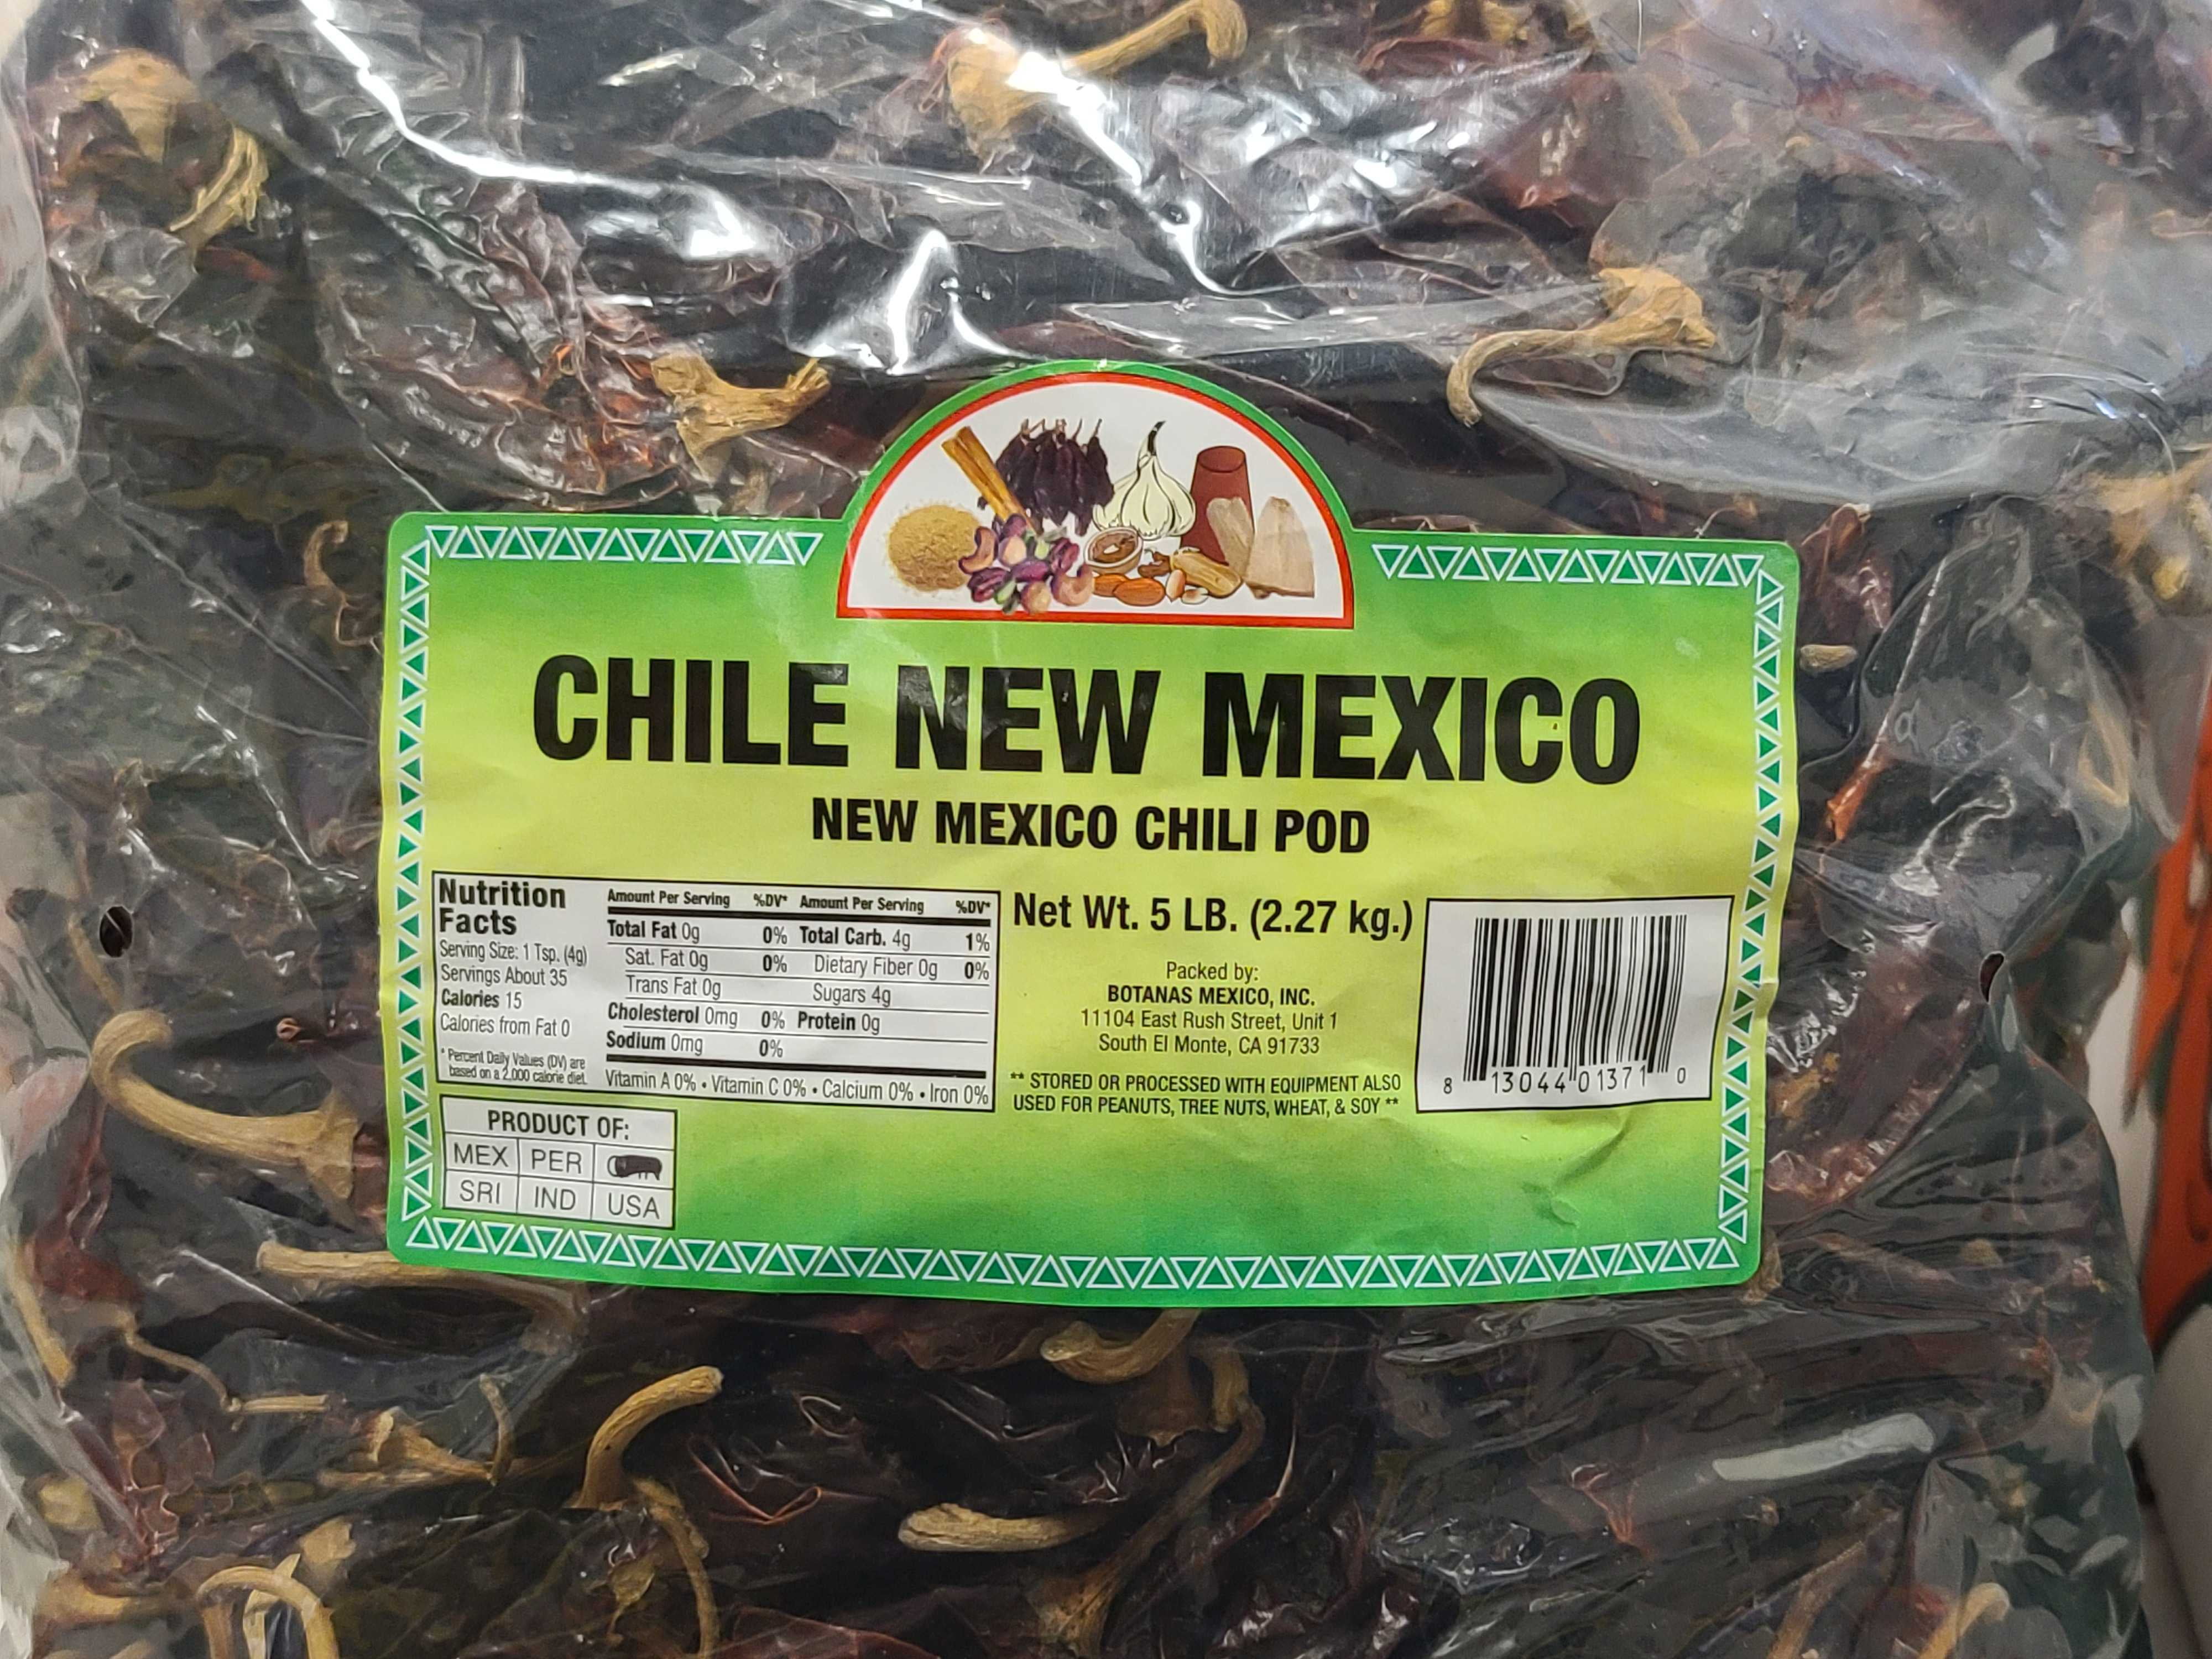 CHILE NEW MEXICO
NEW MEXICO CHILI POD
Nutrition
Facts
Serving Size: 1 Tsp. (4g)
Servings About 35
Calories 15
Calories from Fat 0
* Percent Daily Values (DV) are
based on a 2,000 calorie diet.
Amount Per Serving %DV* Amount Per Serving %DV*
Total Fat 0g 0% Total Carb. 4g 1%
Sat. Fat 0g 0% Dietary Fiber 0g 0%
Trans Fat 0g Sugars 4g
Cholesterol 0mg 0% Protein 0g
Sodium 0mg 0%
Vitamin A 0% • Vitamin C 0% • Calcium 0% • Iron 0%
Net Wt. 5 LB. (2.27 kg.)
Packed by:
BOTANAS MEXICO, INC.
11104 East Rush Street, Unit 1
South El Monte, CA 91733
** STORED OR PROCESSED WITH EQUIPMENT ALSO
USED FOR PEANUTS, TREE NUTS, WHEAT, & SOY **
8 13044 01371 0
PRODUCT OF:
MEX PER
SRI IND USA